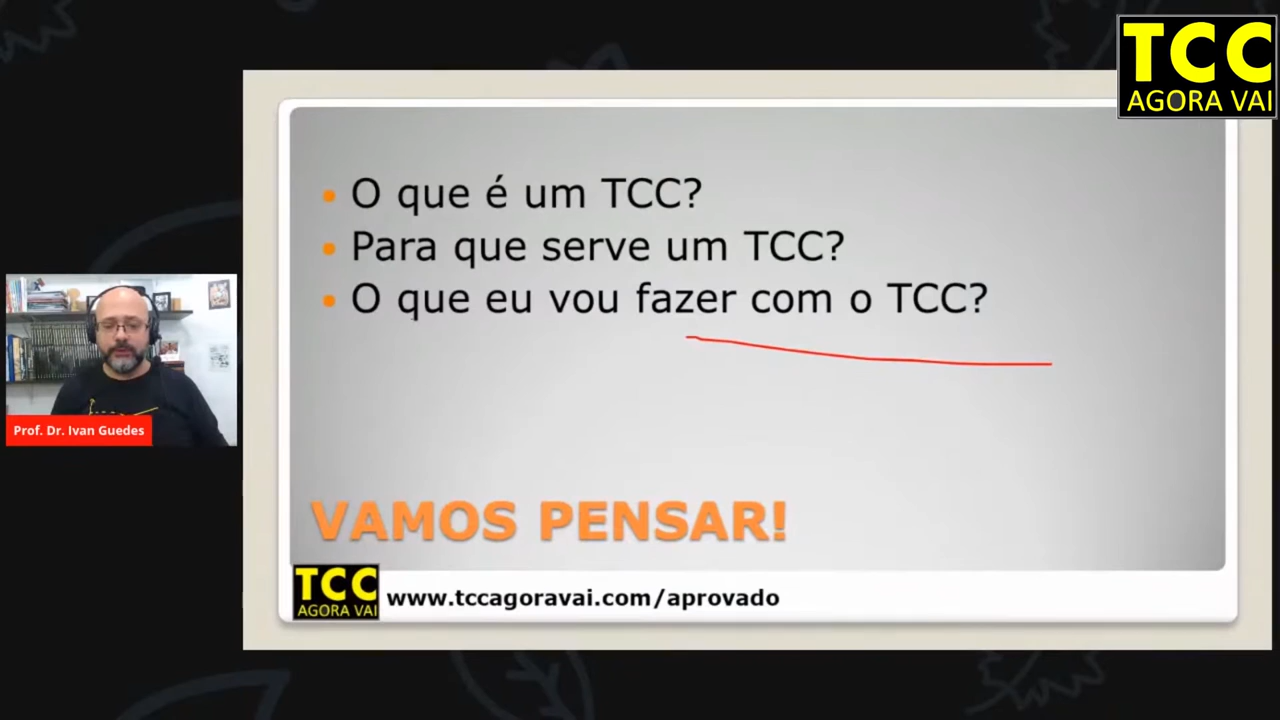 TCC
AGORA VAI
• O que é um TCC?
• Para que serve um TCC?
• O que eu vou fazer com o TCC?
Prof. Dr. Ivan Guedes
VAMOS PENSAR!
TCC
AGORA VAI
www.tccagoravai.com/aprovado